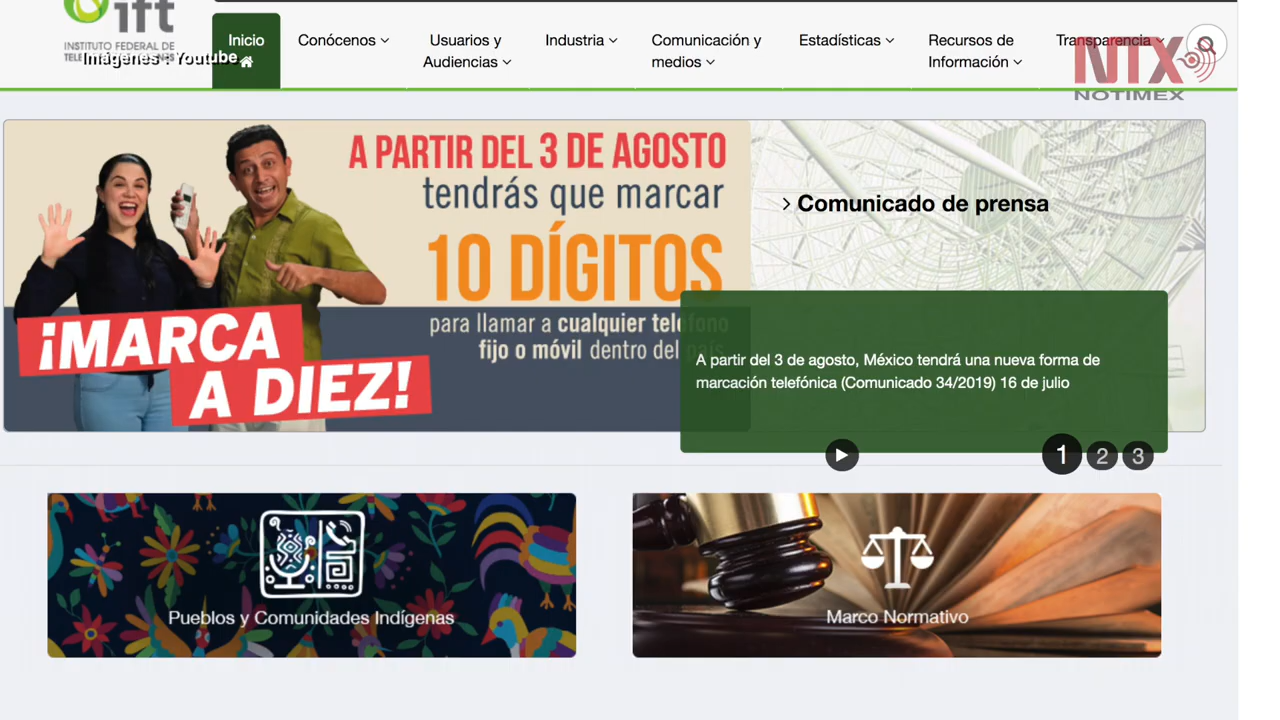 ift
INSTITUTO FEDERAL DE
Imágenes : Youtube
Inicio
Conócenos
Usuarios y
Audiencias
Industria
Comunicación y
medios
Estadísticas
Recursos de
Información
Transparencia
NTX
NOTIMEX
A PARTIR DEL 3 DE AGOSTO
tendrás que marcar
10 DÍGITOS
para llamar a cualquier teléfono
fijo o móvil dentro del país
¡MARCA
A DIEZ!
Comunicado de prensa
A partir del 3 de agosto, México tendrá una nueva forma de
marcación telefónica (Comunicado 34/2019) 16 de julio
1 2 3
Pueblos y Comunidades Indígenas
Marco Normativo